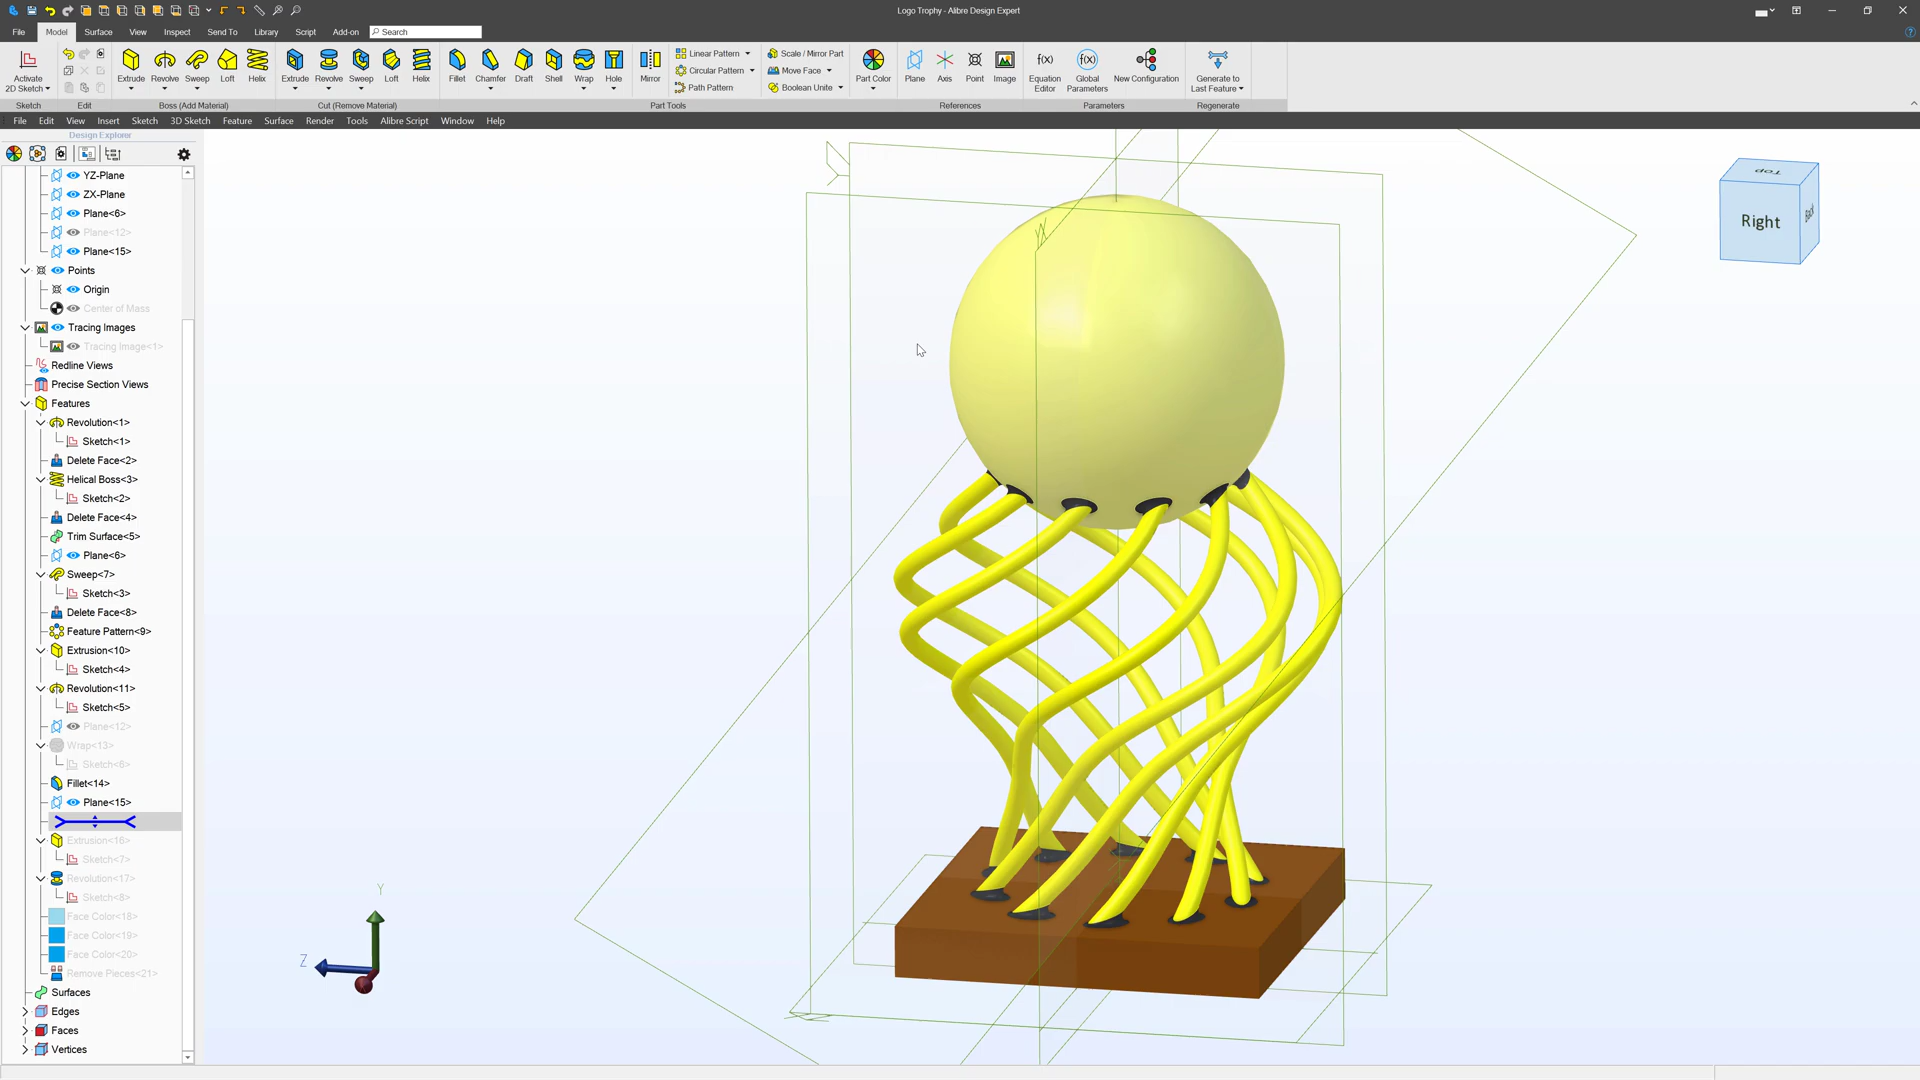 Logo Trophy - Alibre Design Expert
File Model Surface View Inspect Send To Library Script Add-on Search
Activate 2D Sketch
Extrude Revolve Sweep Loft Helix
Extrude Revolve Sweep Loft Helix
Fillet Chamfer Draft Shell Wrap Hole Mirror
Linear Pattern
Circular Pattern
Path Pattern
Scale / Mirror Part
Move Face
Boolean Unite
Part Color
Plane Axis Point Image
Equation Editor
Global Parameters
New Configuration
Generate to Last Feature
Sketch Edit Boss (Add Material) Cut (Remove Material) Part Tools References Parameters Regenerate
File Edit View Insert Sketch 3D Sketch Feature Surface Render Tools Alibre Script Window Help
Design Explorer
YZ-Plane
ZX-Plane
Plane<6>
Plane<12>
Plane<15>
Points
Origin
Center of Mass
Tracing Images
Tracing Image<1>
Redline Views
Precise Section Views
Features
Revolution<1>
Sketch<1>
Delete Face<2>
Helical Boss<3>
Sketch<2>
Delete Face<4>
Trim Surface<5>
Plane<6>
Sweep<7>
Sketch<3>
Delete Face<8>
Feature Pattern<9>
Extrusion<10>
Sketch<4>
Revolution<11>
Sketch<5>
Plane<12>
Wrap<13>
Sketch<6>
Fillet<14>
Plane<15>
Extrusion<16>
Sketch<7>
Revolution<17>
Sketch<8>
Face Color<18>
Face Color<19>
Face Color<20>
Remove Pieces<21>
Surfaces
Edges
Faces
Vertices
Top
Right
Back
Y
Z